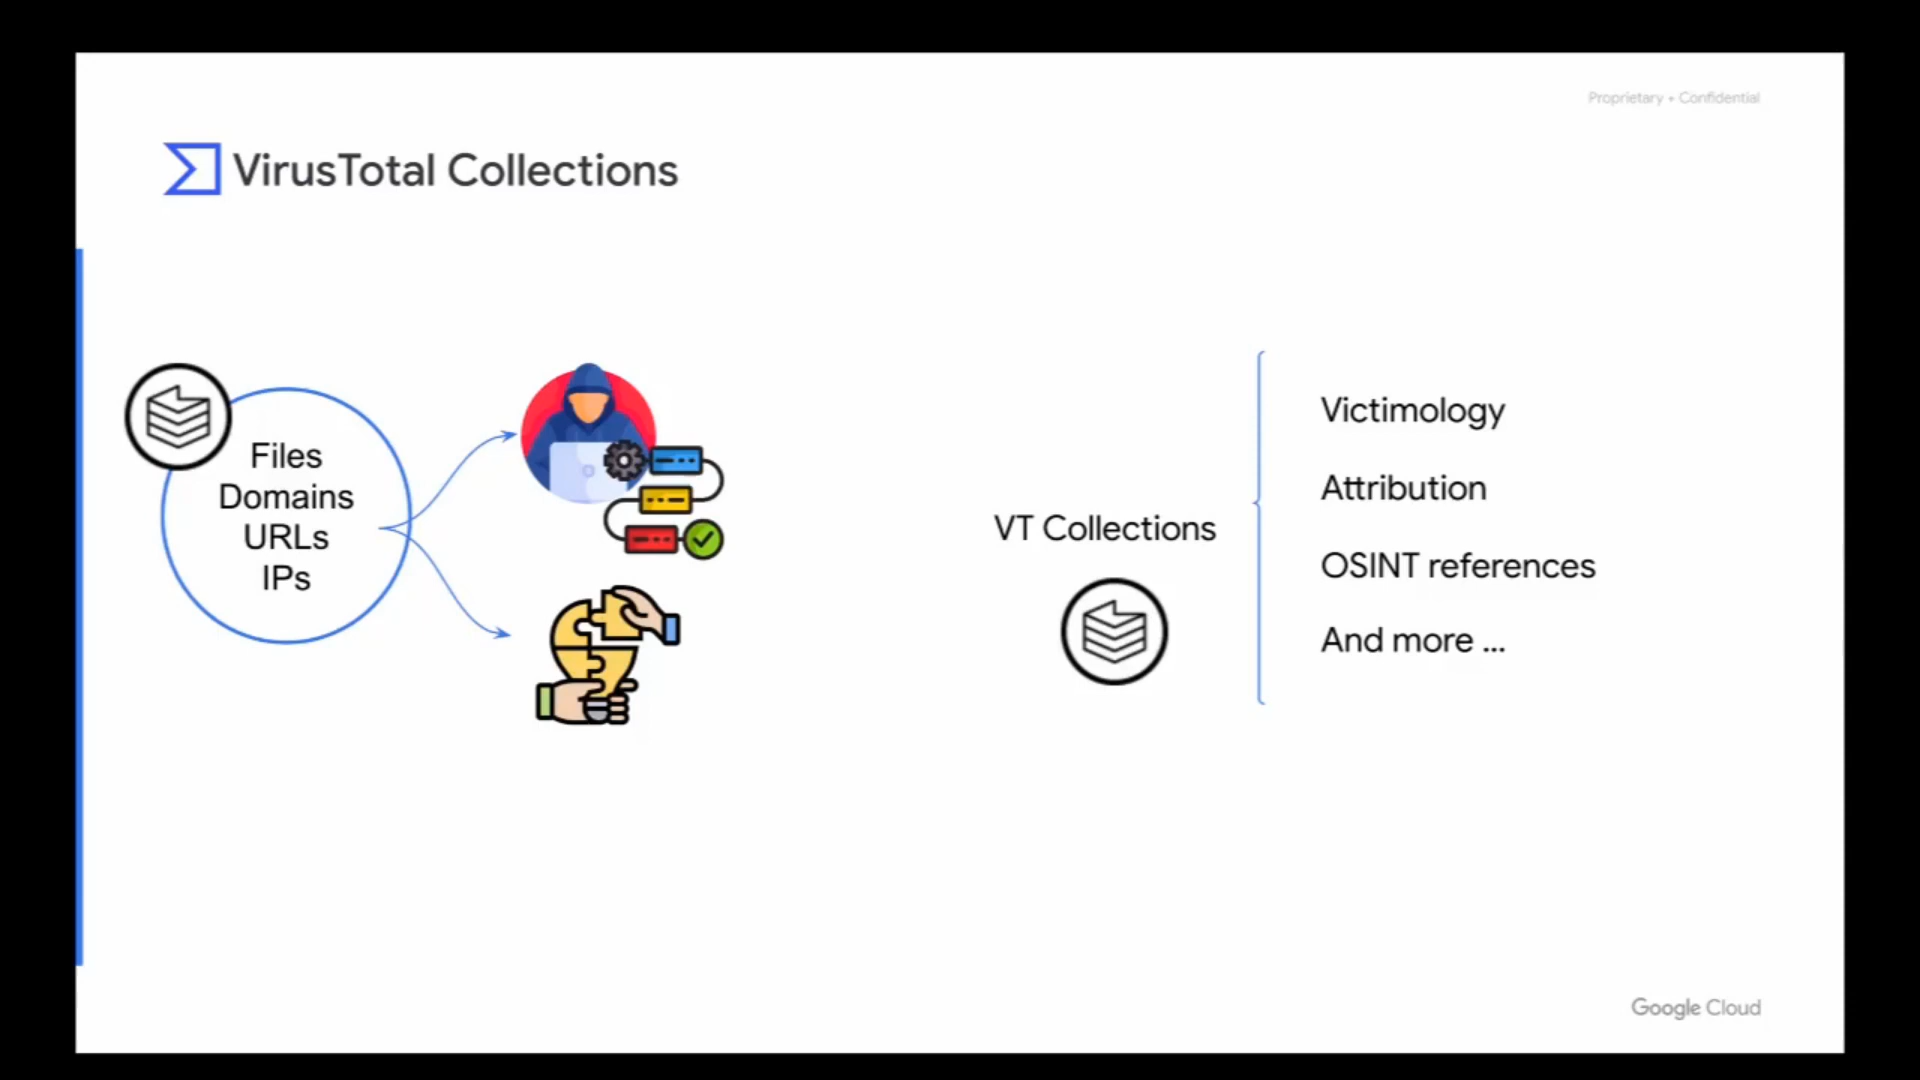 Proprietary + Confidential
VirusTotal Collections
Files
Domains
URLs
IPs
VT Collections
Victimology
Attribution
OSINT references
And more ...
Google Cloud